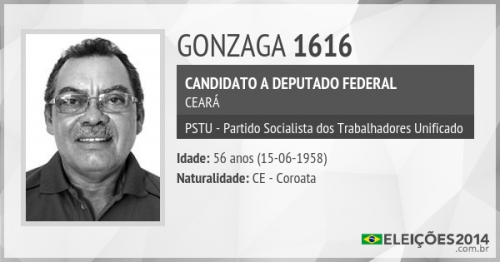 GONZAGA 1616
CANDIDATO A DEPUTADO FEDERAL
CEARÁ
PSTU - Partido Socialista dos Trabalhadores Unificado
Idade: 56 anos (15-06-1958)
Naturalidade: CE - Coroata
ELEIÇÕES2014
.com.br